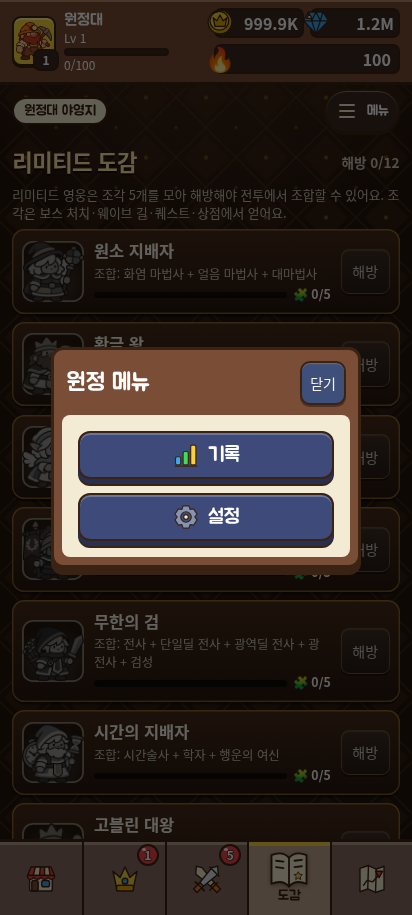 원정대
Lv 1
1
0/100
999.9K
1.2M
100
원정대 야영지
메뉴
리미티드 도감
해방 0/12
리미티드 영웅은 조각 5개를 모아 해방해야 전투에서 조합할 수 있어요. 조
각은 보스 처치·웨이브 길·퀘스트·상점에서 얻어요.
원소 지배자
조합: 화염 마법사 + 얼음 마법사 + 대마법사
0/5
해방
황금 왕
원정 메뉴
닫기
기록
설정
무한의 검
조합: 전사 + 단일딜 전사 + 광역딜 전사 + 광
전사 + 검성
0/5
해방
시간의 지배자
조합: 시간술사 + 학자 + 행운의 여신
0/5
해방
고블린 대왕
1
5
도감